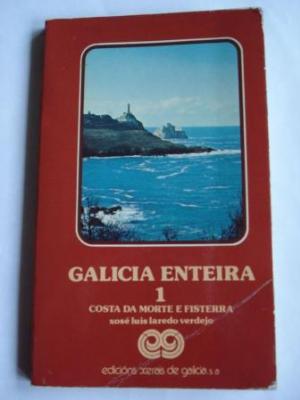 GALICIA ENTEIRA
1
COSTA DA MORTE E FISTERRA
xosé luis laredo verdejo
edicións xerais de galicia, s.a